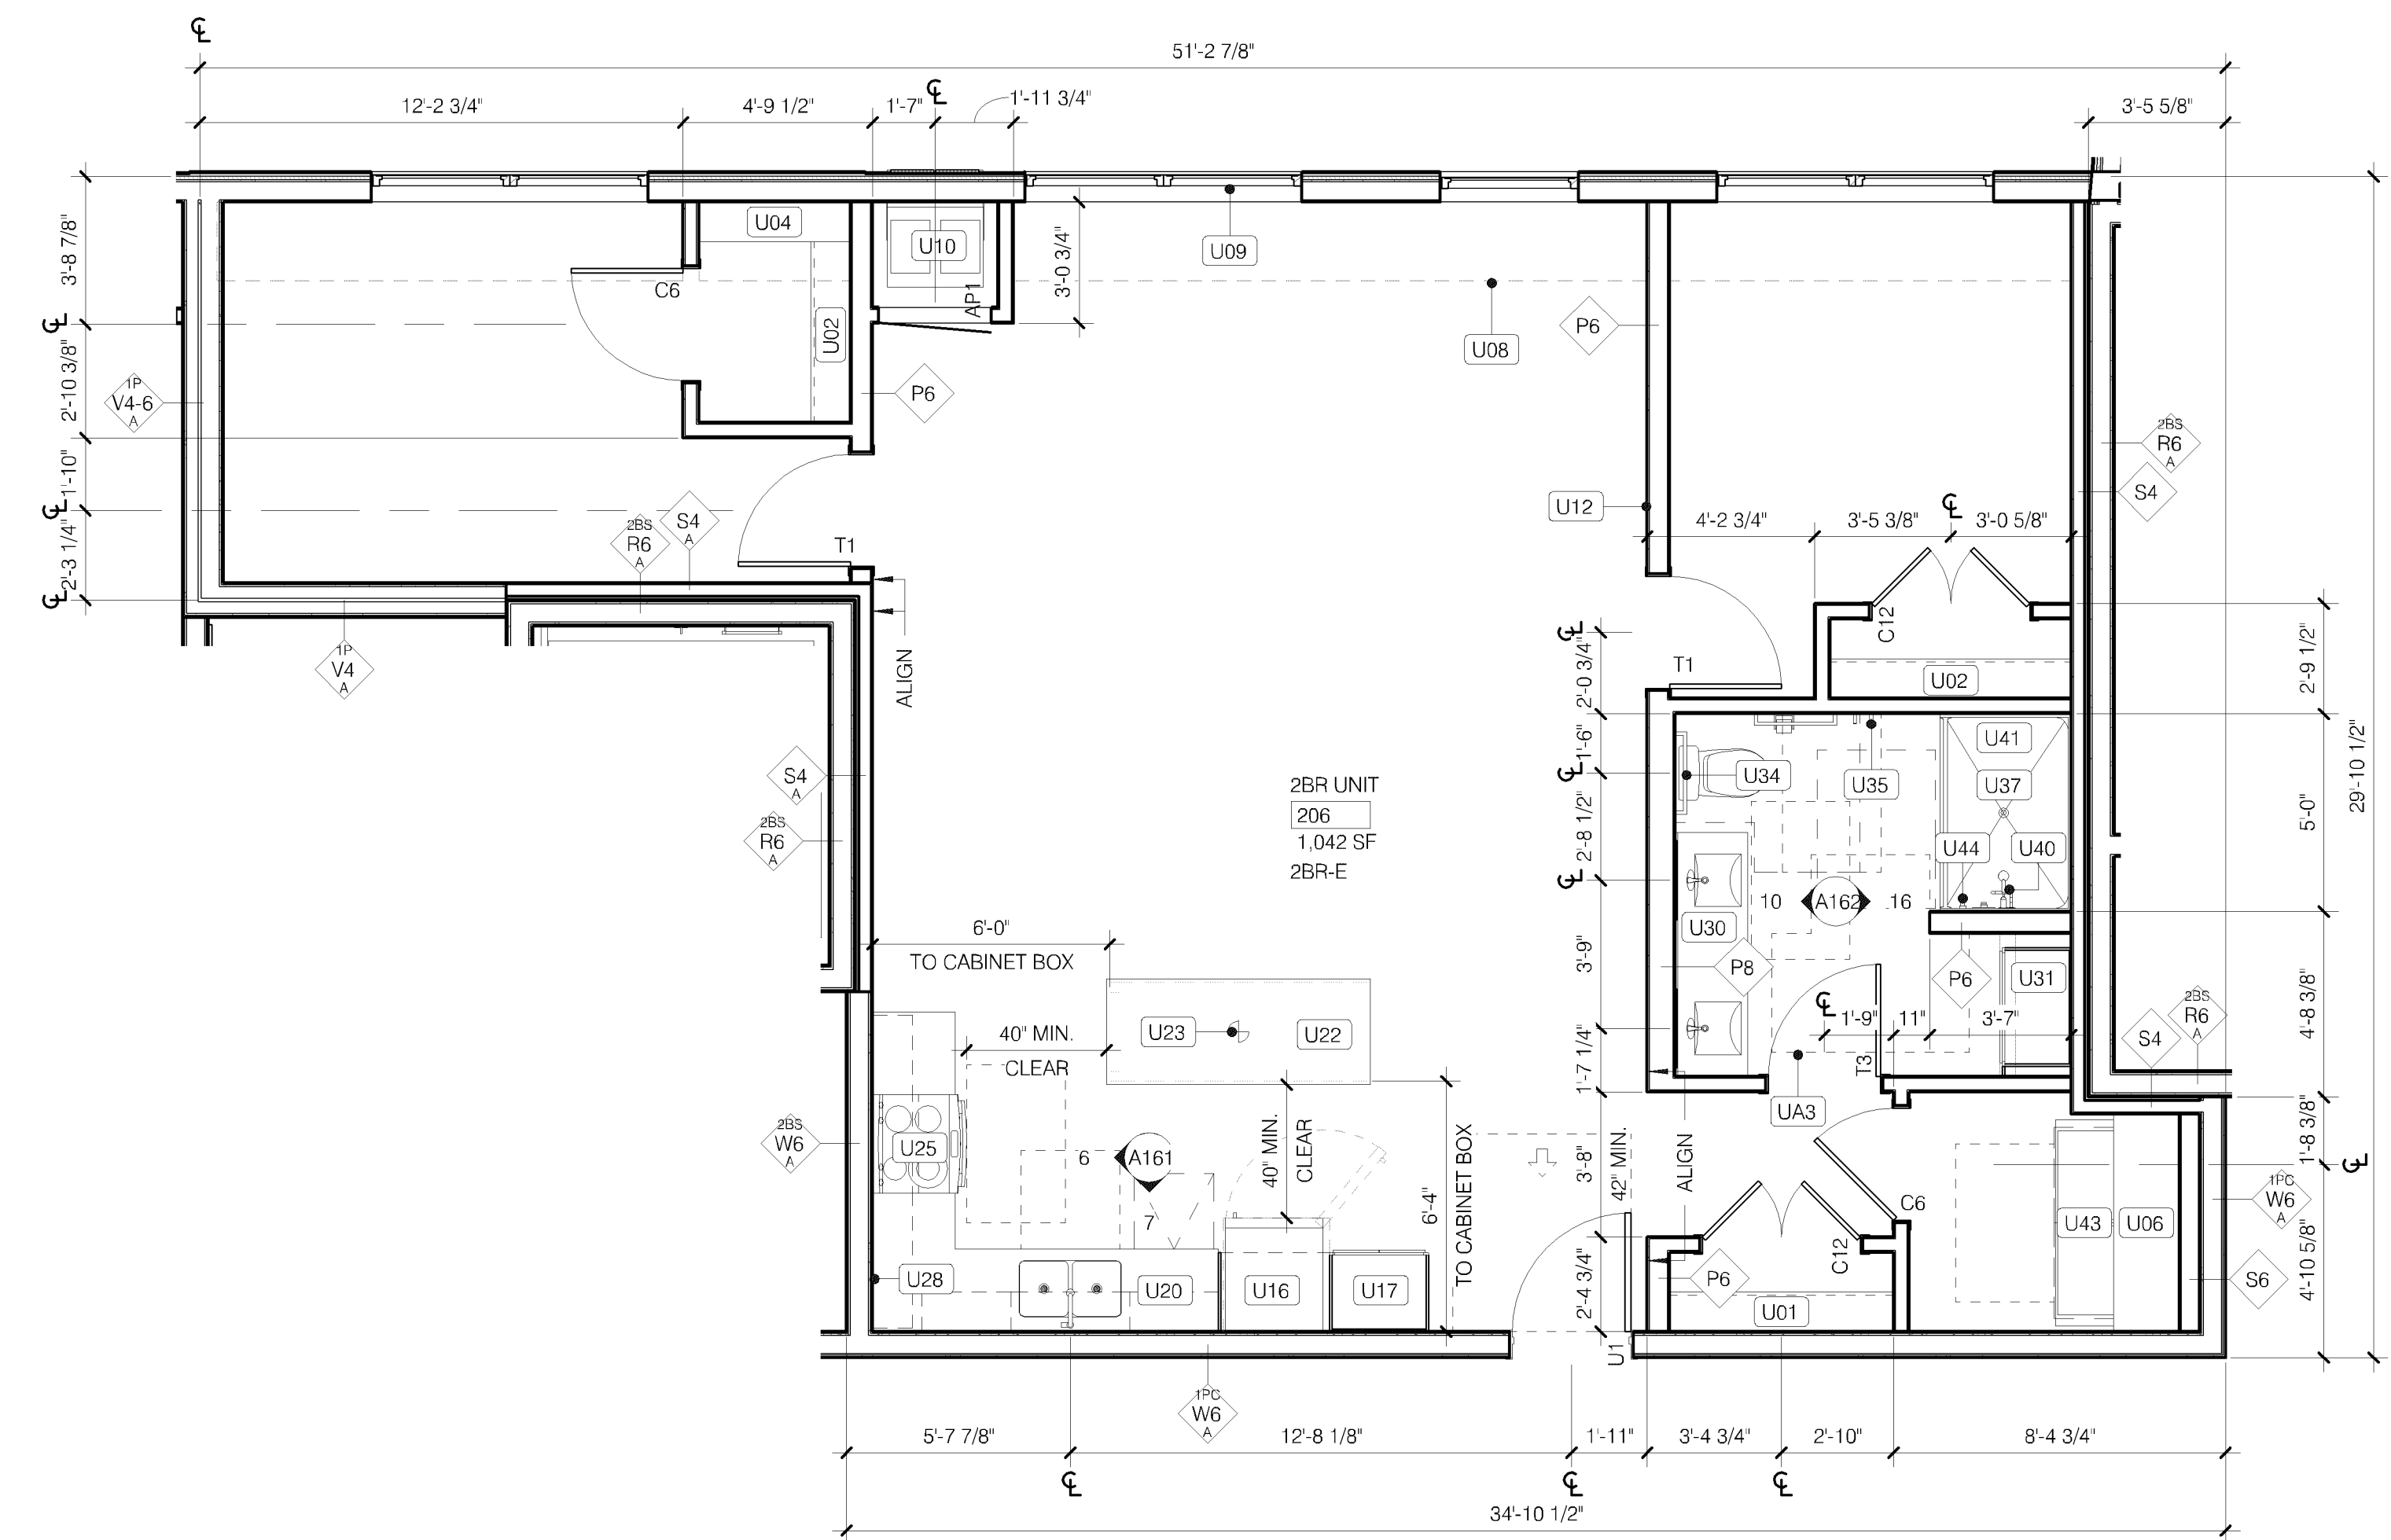 ℄
51'-2 7/8"
12'-2 3/4"
4'-9 1/2"
1'-7"
℄
1'-11 3/4"
3'-5 5/8"
U04
U10
U09
3'-8 7/8"
C6
AP1
3'-0 3/4"
U02
U08
P6
℄
2'-10 3/8"
1P
V4-6
A
P6
2BS
R6
A
S4
1'-10"
℄
2'-3 1/4"
℄
2BS
R6
A
S4
A
T1
U12
4'-2 3/4"
3'-5 3/8"
℄
3'-0 5/8"
1P
V4
A
ALIGN
C12
℄
2'-0 3/4"
T1
U02
2'-9 1/2"
29'-10 1/2"
1'-6"
℄
U34
U35
U41
U37
5'-0"
S4
A
2BS
R6
A
2BR UNIT
206
1,042 SF
2BR-E
2'-8 1/2"
℄
U44
U40
10
A162
16
U30
6'-0"
TO CABINET BOX
3'-9"
P8
P6
U31
4'-8 3/8"
℄
1'-9"
11"
3'-7"
2BS
R6
A
S4
U23
U22
40" MIN.
CLEAR
1'-7 1/4"
T3
UA3
2BS
W6
A
U25
6
A161
7
40" MIN.
CLEAR
6'-4"
TO CABINET BOX
3'-8"
42" MIN.
ALIGN
1'-8 3/8"
℄
1PC
W6
A
C6
U43
U06
U28
U20
U16
U17
2'-4 3/4"
P6
C12
U01
S6
4'-10 5/8"
U1
1PC
W6
A
5'-7 7/8"
12'-8 1/8"
1'-11"
3'-4 3/4"
2'-10"
8'-4 3/4"
℄
℄
℄
34'-10 1/2"